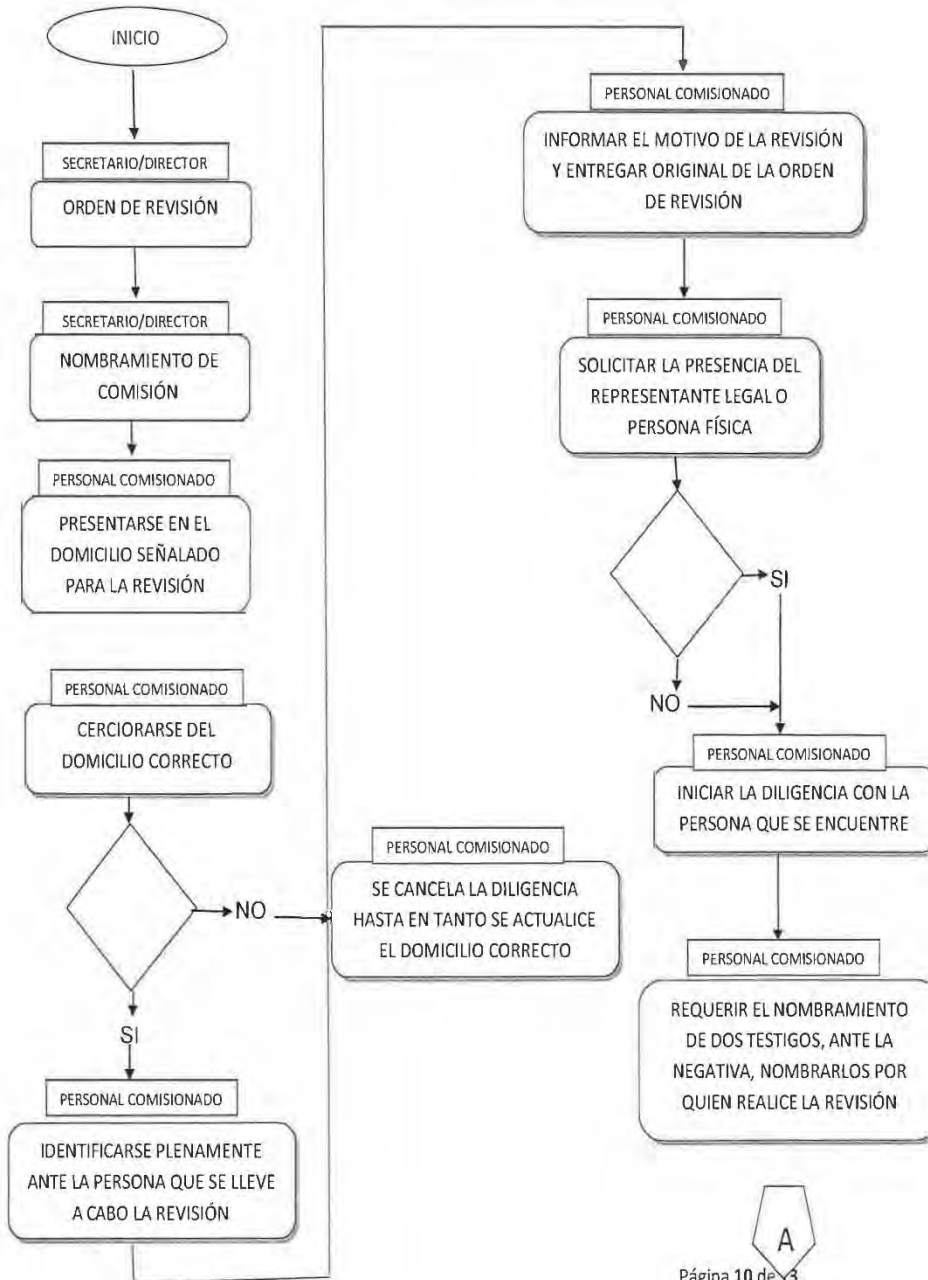 INICIO
SECRETARIO/DIRECTOR
ORDEN DE REVISIÓN
SECRETARIO/DIRECTOR
NOMBRAMIENTO DE
COMISIÓN
PERSONAL COMISIONADO
PRESENTARSE EN EL
DOMICILIO SEÑALADO
PARA LA REVISIÓN
PERSONAL COMISIONADO
CERCIORARSE DEL
DOMICILIO CORRECTO
NO
PERSONAL COMISIONADO
SE CANCELA LA DILIGENCIA
HASTA EN TANTO SE ACTUALICE
EL DOMICILIO CORRECTO
SI
PERSONAL COMISIONADO
IDENTIFICARSE PLENAMENTE
ANTE LA PERSONA QUE SE LLEVE
A CABO LA REVISIÓN
PERSONAL COMISIONADO
INFORMAR EL MOTIVO DE LA REVISIÓN
Y ENTREGAR ORIGINAL DE LA ORDEN
DE REVISIÓN
PERSONAL COMISIONADO
SOLICITAR LA PRESENCIA DEL
REPRESENTANTE LEGAL O
PERSONA FÍSICA
SI
NO
PERSONAL COMISIONADO
INICIAR LA DILIGENCIA CON LA
PERSONA QUE SE ENCUENTRE
PERSONAL COMISIONADO
REQUERIR EL NOMBRAMIENTO
DE DOS TESTIGOS, ANTE LA
NEGATIVA, NOMBRARLOS POR
QUIEN REALICE LA REVISIÓN
A
Página 10 de